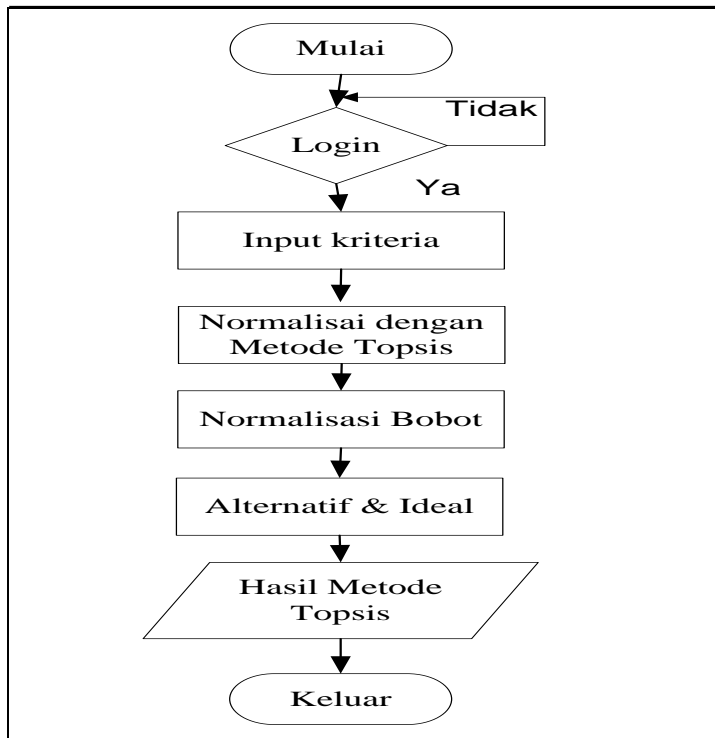 Mulai
Tidak
Login
Ya
Input kriteria
Normalisai dengan
Metode Topsis
Normalisasi Bobot
Alternatif & Ideal
Hasil Metode
Topsis
Keluar